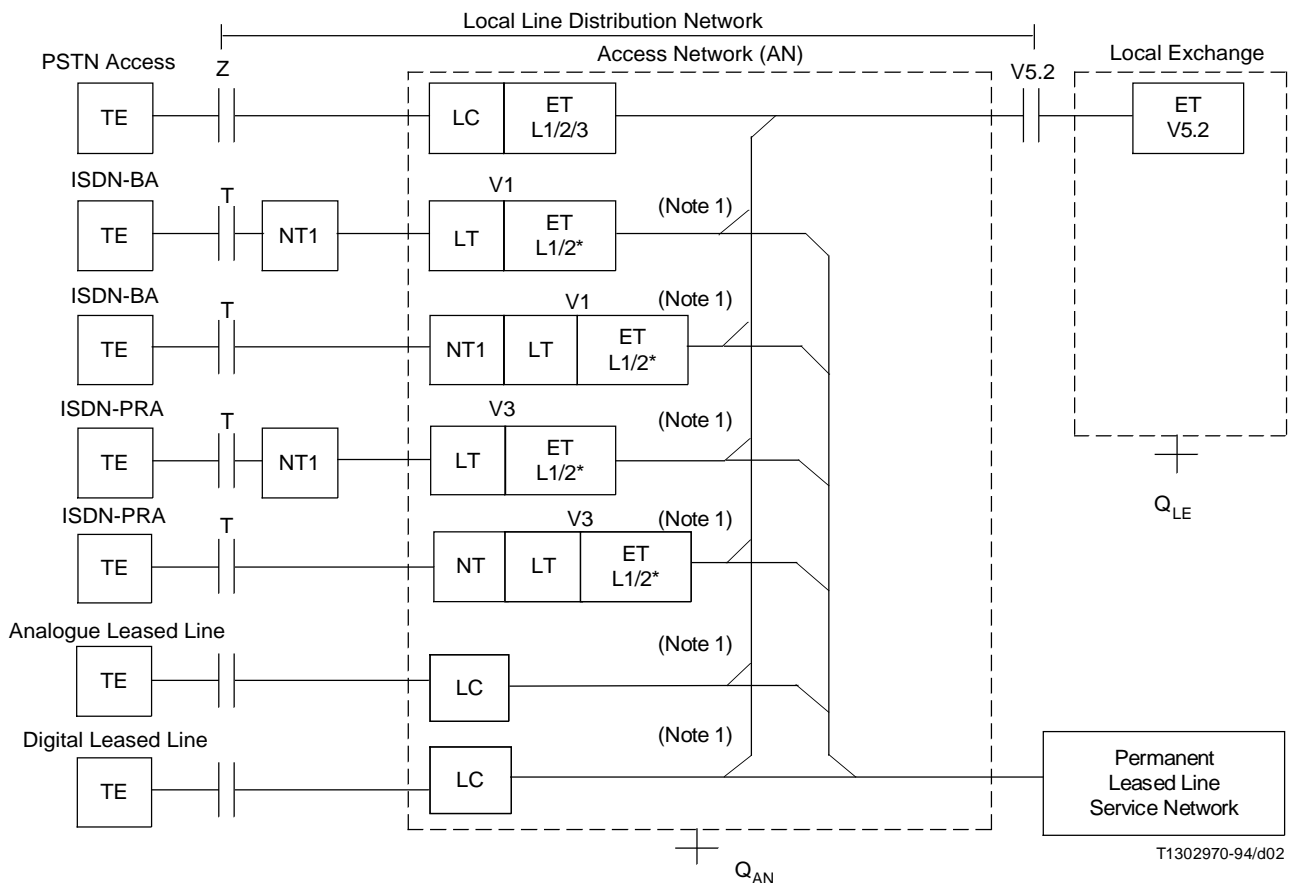 Local Line Distribution Network
PSTN Access
Z
Access Network (AN)
V5.2
Local Exchange
TE
LC
ET
L1/2/3
ET
V5.2
ISDN-BA
T
V1
(Note 1)
TE
NT1
LT
ET
L1/2*
ISDN-BA
T
V1
(Note 1)
TE
NT1
LT
ET
L1/2*
ISDN-PRA
T
V3
(Note 1)
TE
NT1
LT
ET
L1/2*
QLE
ISDN-PRA
T
V3
(Note 1)
TE
NT
LT
ET
L1/2*
Analogue Leased Line
(Note 1)
TE
LC
Digital Leased Line
(Note 1)
TE
LC
Permanent
Leased Line
Service Network
T1302970-94/d02
QAN